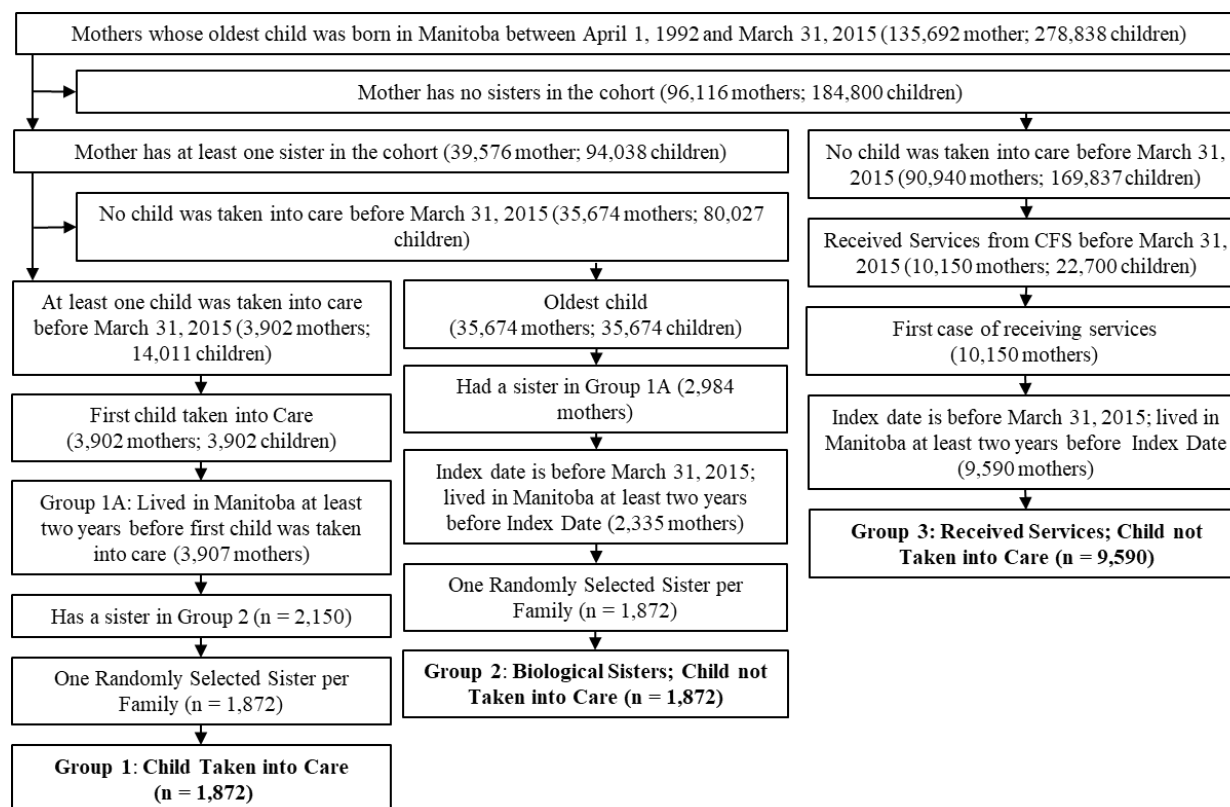 Mothers whose oldest child was born in Manitoba between April 1, 1992 and March 31, 2015 (135,692 mother; 278,838 children)
Mother has no sisters in the cohort (96,116 mothers; 184,800 children)
Mother has at least one sister in the cohort (39,576 mother; 94,038 children)
No child was taken into care before March 31, 2015 (35,674 mothers; 80,027
children)
At least one child was taken into care
before March 31, 2015 (3,902 mothers;
14,011 children)
First child taken into Care
(3,902 mothers; 3,902 children)
Group 1A: Lived in Manitoba at least
two years before first child was taken
into care (3,907 mothers)
Has a sister in Group 2 (n = 2,150)
One Randomly Selected Sister per
Family (n = 1,872)
Group 1: Child Taken into Care
(n = 1,872)
Oldest child
(35,674 mothers; 35,674 children)
Had a sister in Group 1A (2,984
mothers)
Index date is before March 31, 2015;
lived in Manitoba at least two years
before Index Date (2,335 mothers)
One Randomly Selected Sister per
Family (n = 1,872)
Group 2: Biological Sisters; Child not
Taken into Care (n = 1,872)
No child was taken into care before March 31,
2015 (90,940 mothers; 169,837 children)
Received Services from CFS before March 31,
2015 (10,150 mothers; 22,700 children)
First case of receiving services
(10,150 mothers)
Index date is before March 31, 2015; lived in
Manitoba at least two years before Index Date
(9,590 mothers)
Group 3: Received Services; Child not
Taken into Care (n = 9,590)